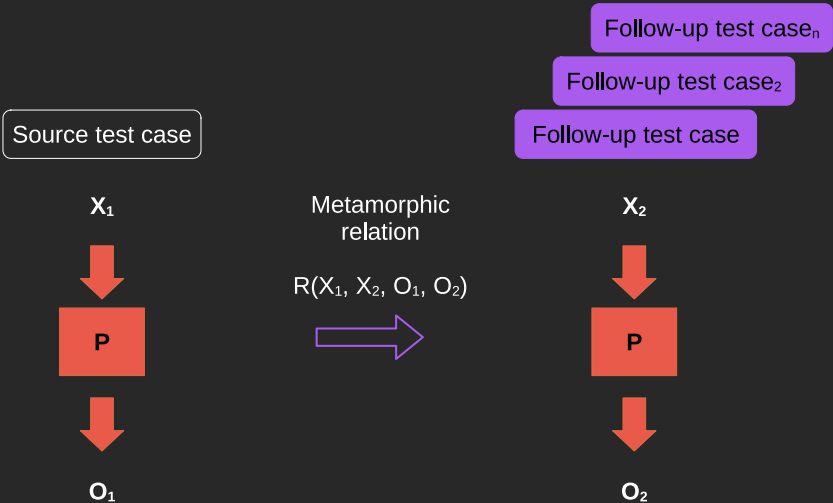 Follow-up test caseₙ
Follow-up test case₂
Source test case
Follow-up test case
X₁
Metamorphic
relation
X₂
R(X₁, X₂, O₁, O₂)
P
P
O₁
O₂